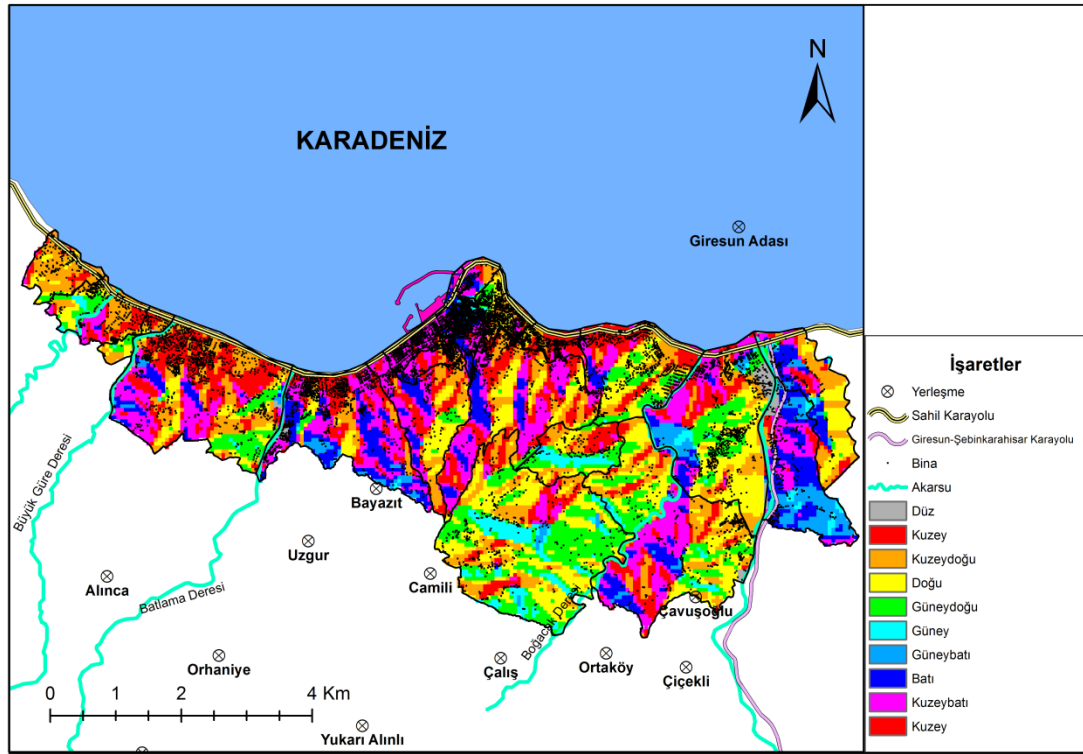 N
KARADENİZ
Giresun Adası
Büyük Güre Deresi
Bayazıt
Uzgur
Alınca
Camili
Batlama Deresi
Boğacık Deresi
Çavuşoğlu
Orhaniye
Çalış
Ortaköy
Çiçekli
0 1 2 4 Km
Yukarı Alınlı
İşaretler
Yerleşme
Sahil Karayolu
Giresun-Şebinkarahisar Karayolu
Bina
Akarsu
Düz
Kuzey
Kuzeydoğu
Doğu
Güneydoğu
Güney
Güneybatı
Batı
Kuzeybatı
Kuzey